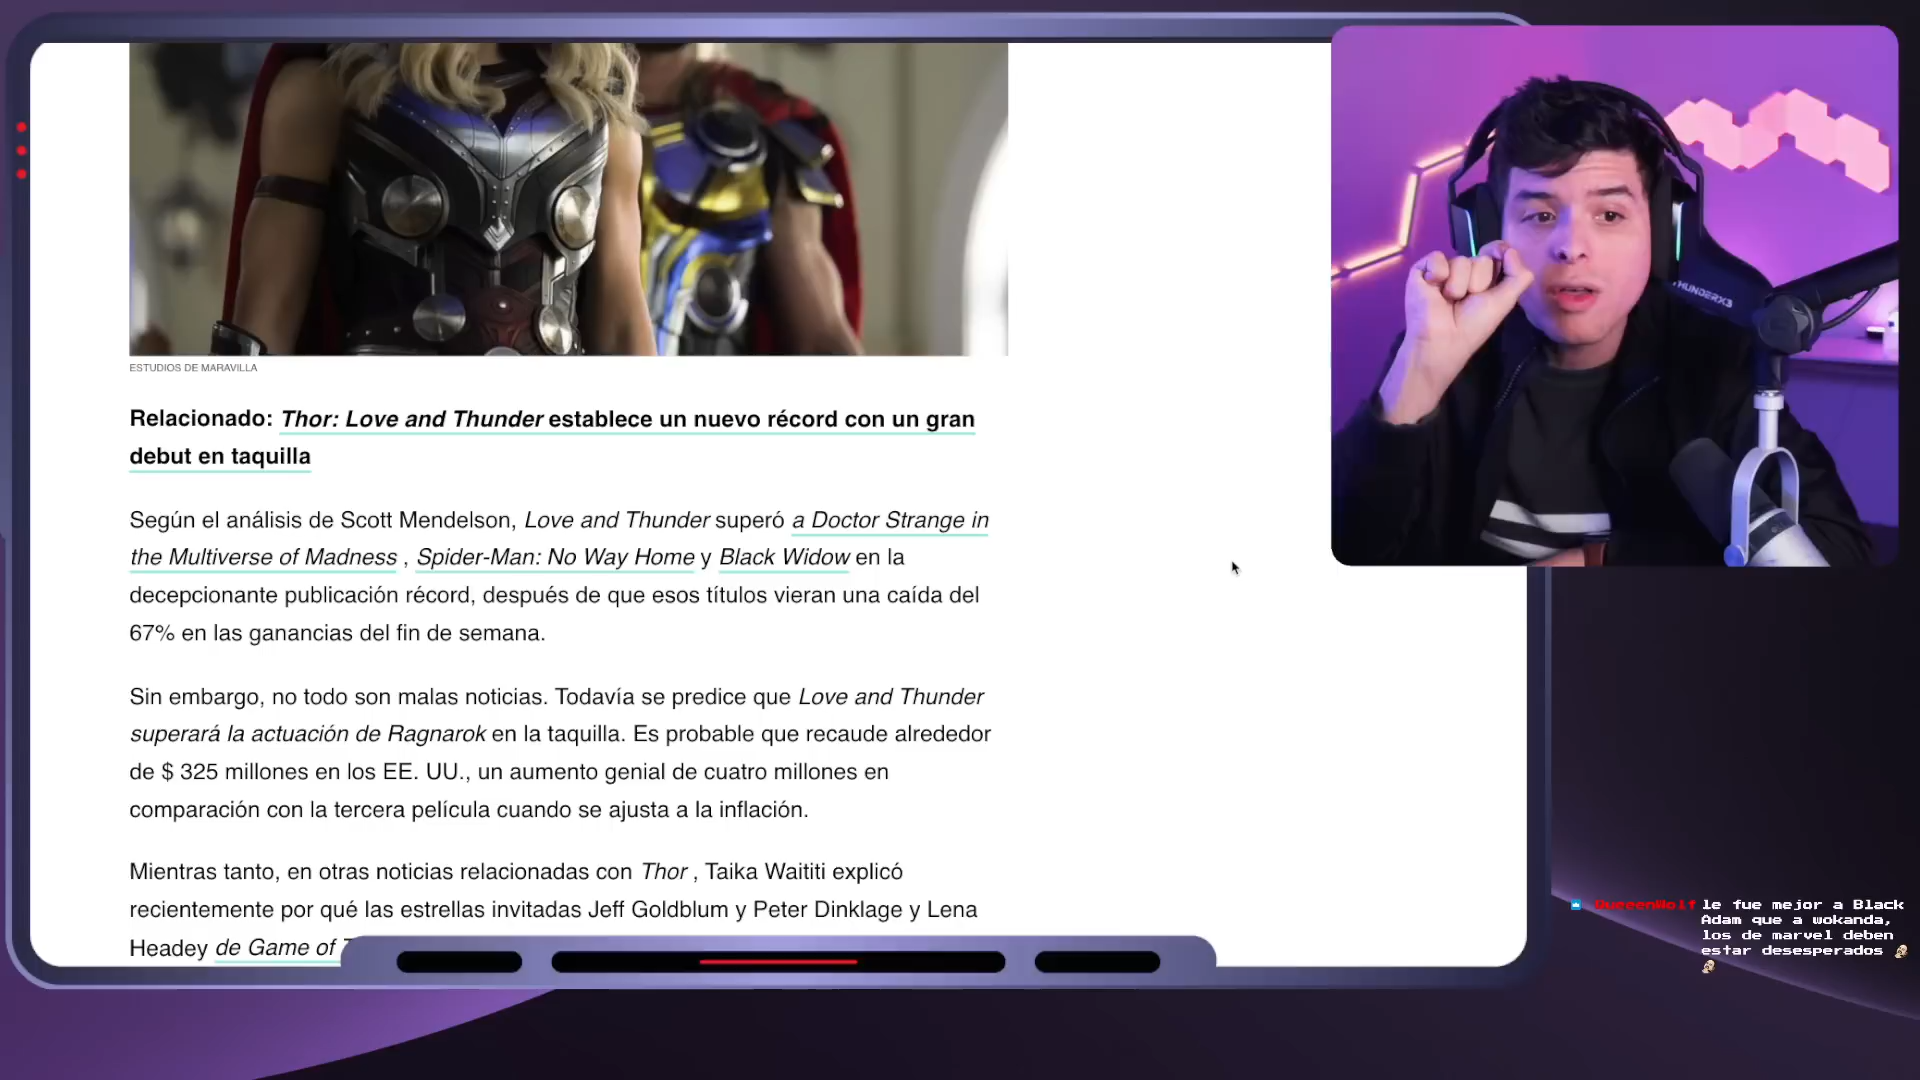 ESTUDIOS DE MARAVILLA
Relacionado: Thor: Love and Thunder establece un nuevo récord con un gran
debut en taquilla
Según el análisis de Scott Mendelson, Love and Thunder superó a Doctor Strange in
the Multiverse of Madness , Spider-Man: No Way Home y Black Widow en la
decepcionante publicación récord, después de que esos títulos vieran una caída del
67% en las ganancias del fin de semana.
Sin embargo, no todo son malas noticias. Todavía se predice que Love and Thunder
superará la actuación de Ragnarok en la taquilla. Es probable que recaude alrededor
de $ 325 millones en los EE. UU., un aumento genial de cuatro millones en
comparación con la tercera película cuando se ajusta a la inflación.
Mientras tanto, en otras noticias relacionadas con Thor , Taika Waititi explicó
recientemente por qué las estrellas invitadas Jeff Goldblum y Peter Dinklage y Lena
Headey de Game of
THUNDERX3
QueeenWolf le fue mejor a Black
Adam que a wokanda,
los de marvel deben
estar desesperados